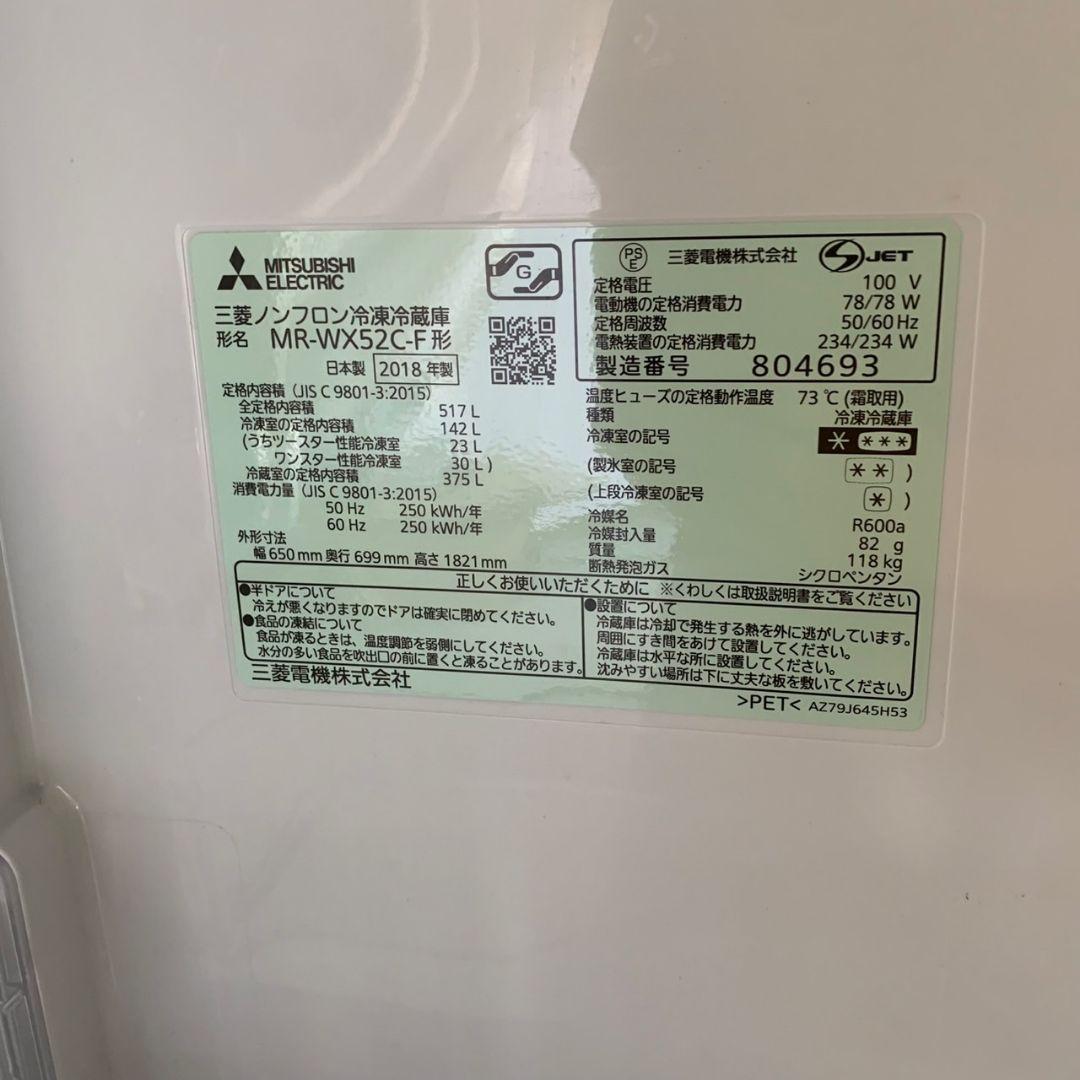 MITSUBISHI
ELECTRIC
G
三菱ノンフロン冷凍冷蔵庫
形名 MR-WX52C-F形
日本製 2018年製
定格内容積 (JIS C 9801-3:2015)
全定格内容積 517 L
冷凍室の定格内容積 142 L
(うちツースター性能冷凍室 23 L
ワンスター性能冷凍室 30 L )
冷蔵室の定格内容積 375 L
消費電力量 (JIS C 9801-3:2015)
50 Hz 250 kWh/年
60 Hz 250 kWh/年
外形寸法
幅 650 mm 奥行 699 mm 高さ 1821 mm
PS
E 三菱電機株式会社 S JET
定格電圧 100 V
電動機の定格消費電力 78/78 W
定格周波数 50/60 Hz
電熱装置の定格消費電力 234/234 W
製造番号 804693
温度ヒューズの定格動作温度 73 ℃ (霜取用)
種類 冷凍冷蔵庫
冷凍室の記号 * ***
(製氷室の記号 ** )
(上段冷凍室の記号 * )
冷媒名 R600a
冷媒封入量 82 g
質量 118 kg
断熱発泡ガス シクロペンタン
正しくお使いいただくために ※くわしくは取扱説明書をご覧ください
●半ドアについて
冷えが悪くなりますのでドアは確実に閉めてください。
●食品の凍結について
食品が凍るときは、温度調節を弱側にしてください。
水分の多い食品を吹出口の前に置くと凍ることがあります。
●設置について
冷蔵庫は冷却で発生する熱を外に逃がしています。
周囲にすき間をあけて設置してください。
冷蔵庫は水平な所に設置してください。
沈みやすい場所は下に丈夫な板を敷いてください。
三菱電機株式会社
>PET< AZ79J645H53